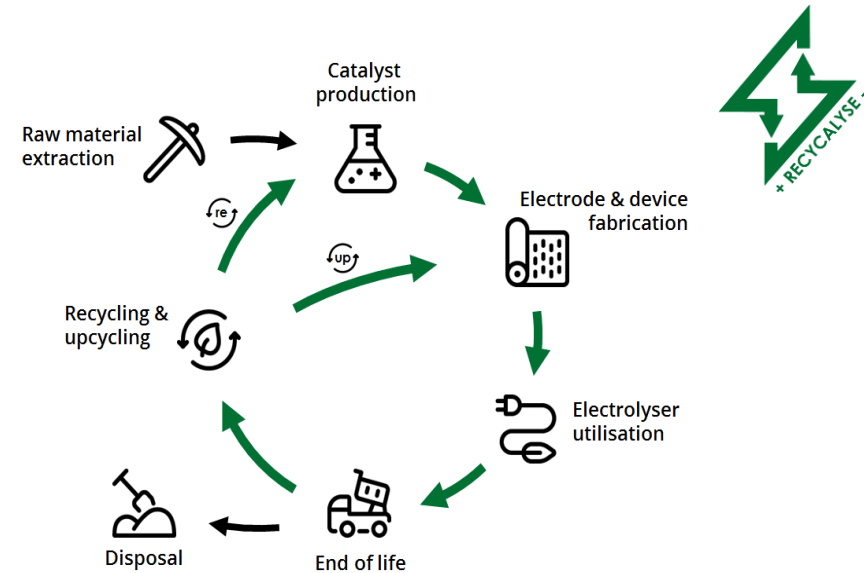 Catalyst
production
Raw material
extraction
+ RECYCALYSE -
re
Electrode & device
fabrication
up
Recycling &
upcycling
Electrolyser
utilisation
Disposal
End of life